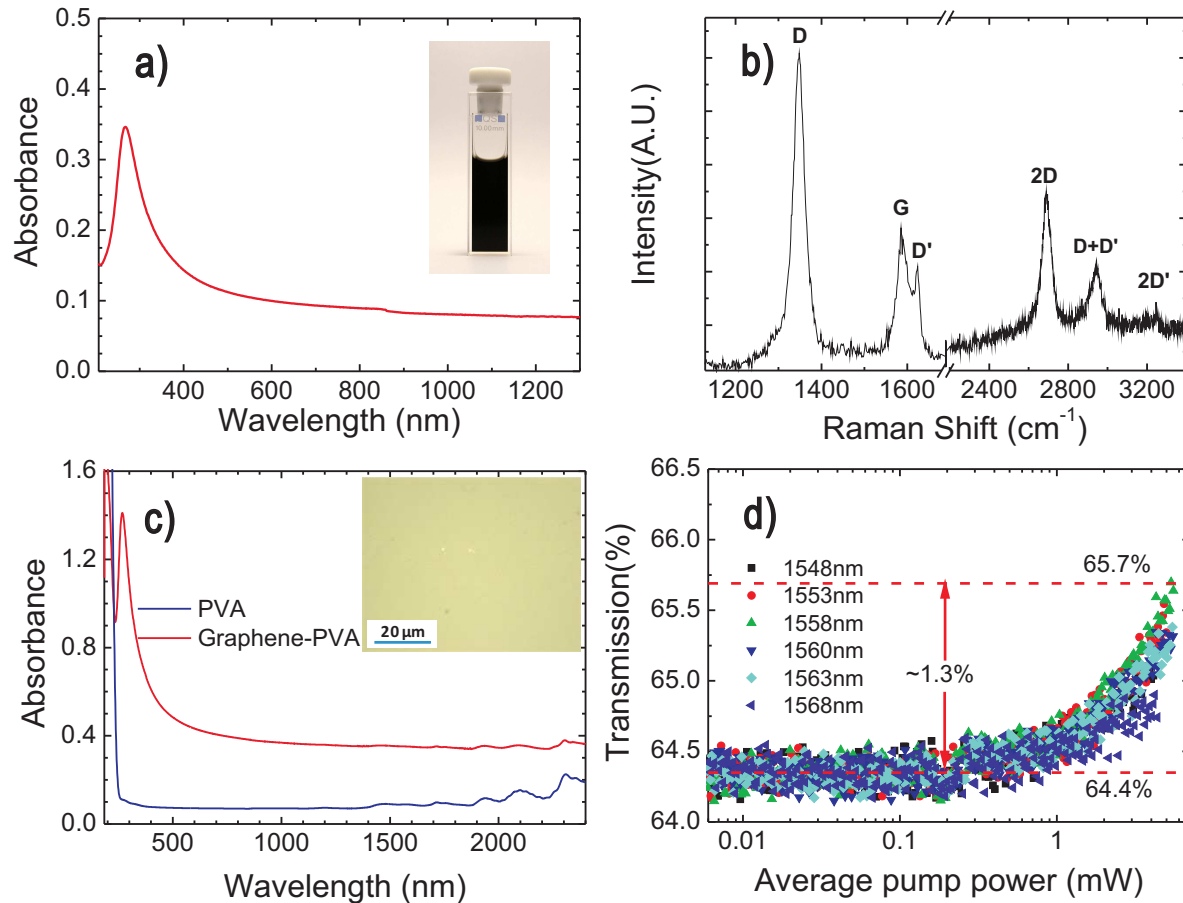 a)
Absorbance
0.5
0.4
0.3
0.2
0.1
0.0
400 600 800 1000 1200
Wavelength (nm)
10.00mm
b)
Intensity(A.U.)
D
G
D'
2D
D+D'
2D'
1200 1400 1600 2400 2800 3200
Raman Shift (cm⁻¹)
c)
Absorbance
1.6
1.2
0.8
0.4
0.0
PVA
Graphene-PVA
20 µm
500 1000 1500 2000
Wavelength (nm)
d)
Transmission(%)
66.5
66.0
65.5
65.0
64.5
64.0
65.7%
1548nm
1553nm
1558nm
1560nm
1563nm
1568nm
~1.3%
64.4%
0.01 0.1 1
Average pump power (mW)